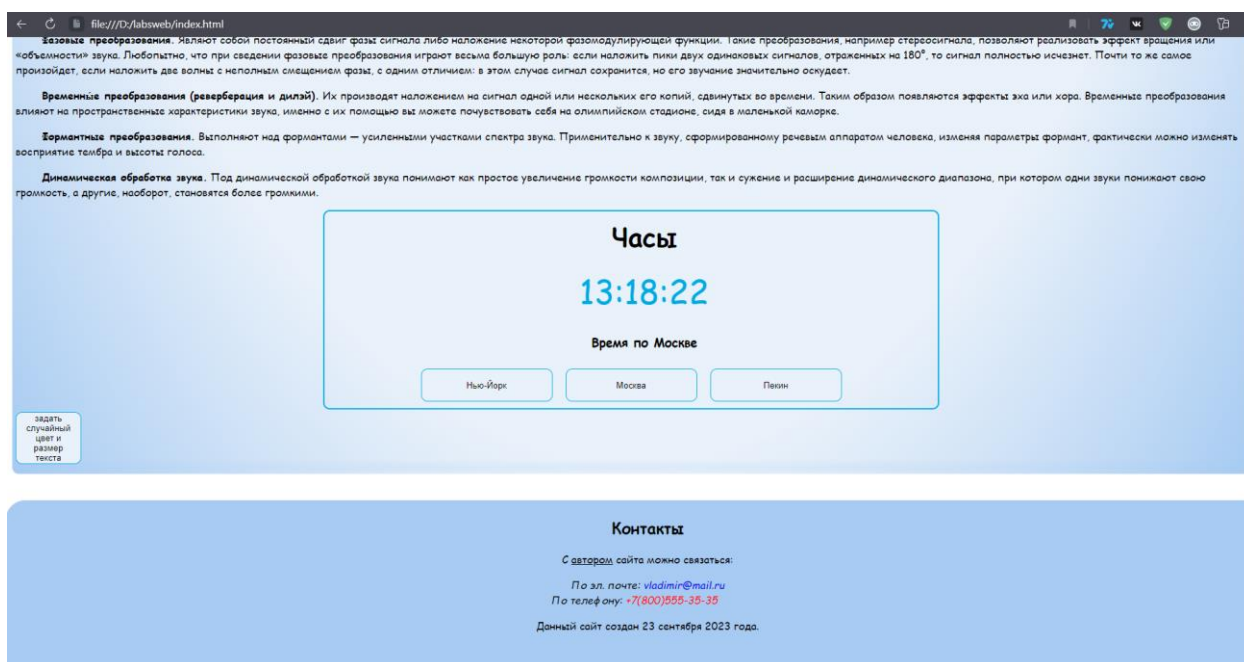 file:///D:/labsweb/index.html
Фазовые преобразования. Являют собой постоянный сдвиг фазы сигнала либо наложение некоторой фазомодулирующей функции. Такие преобразования, например стереосигнала, позволяют реализовать эффект вращения или
«объемности» звука. Любопытно, что при сведении фазовые преобразования играют весьма большую роль: если наложить пики двух одинаковых сигналов, отраженных на 180°, то сигнал полностью исчезнет. Почти то же самое
произойдет, если наложить две волны с неполным смещением фазы, с одним отличием: в этом случае сигнал сохранится, но его звучание значительно оскудеет.
Временные преобразования (реверберация и дилэй). Их производят наложением на сигнал одной или нескольких его копий, сдвинутых во времени. Таким образом появляются эффекты эха или хора. Временные преобразования
влияют на пространственные характеристики звука, именно с их помощью вы можете почувствовать себя на олимпийском стадионе, сидя в маленькой каморке.
Формантные преобразования. Выполняют над формантами — усиленными участками спектра звука. Применительно к звуку, сформированному речевым аппаратом человека, изменяя параметры формант, фактически можно изменять
восприятие тембра и высоты голоса.
Динамическая обработка звука. Под динамической обработкой звука понимают как простое увеличение громкости композиции, так и сужение и расширение динамического диапазона, при котором одни звуки понижают свою
громкость, а другие, наоборот, становятся более громкими.
Часы
13:18:22
Время по Москве
Нью-Йорк Москва Пекин
задать
случайный
цвет и
размер
текста
Контакты
С автором сайта можно связаться:
По эл. почте: vladimir@mail.ru
По телефону: +7(800)555-35-35
Данный сайт создан 23 сентября 2023 года.